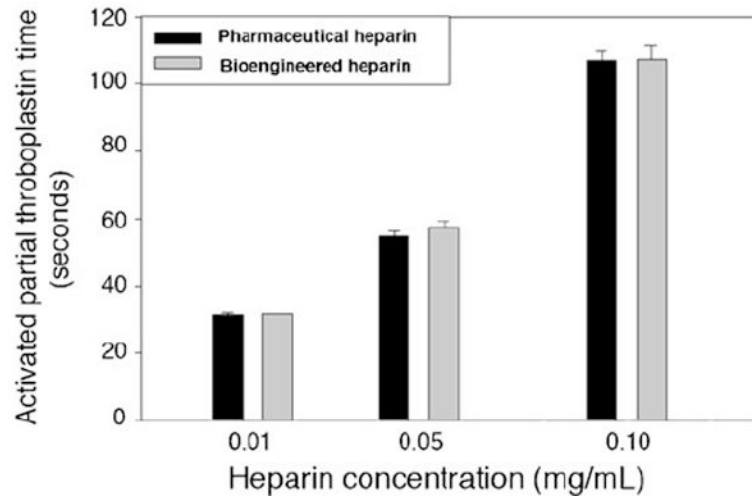 Activated partial throboplastin time
(seconds)
120
100
80
60
40
20
0
Pharmaceutical heparin
Bioengineered heparin
0.01 0.05 0.10
Heparin concentration (mg/mL)